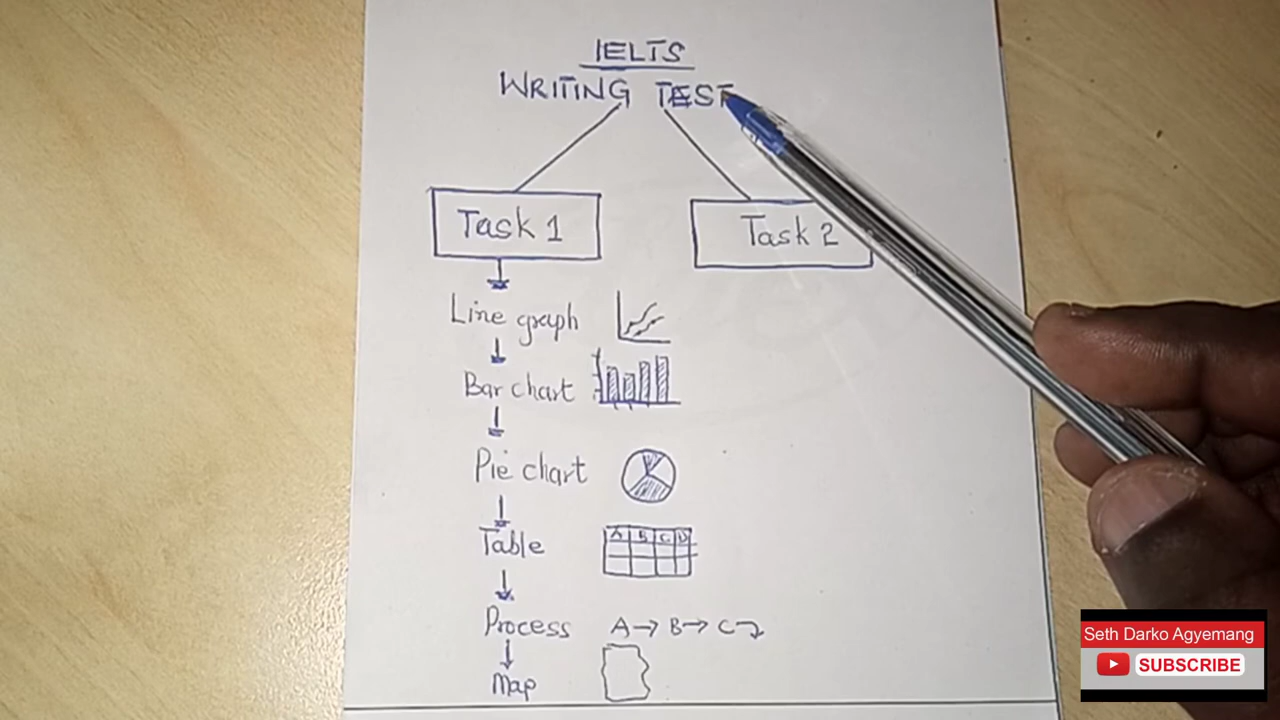 IELTS
WRITING TEST
Task 1
Task 2
Line graph
Bar chart
Pie chart
Table
A B C D
Process A → B → C
Map
Seth Darko Agyemang
SUBSCRIBE